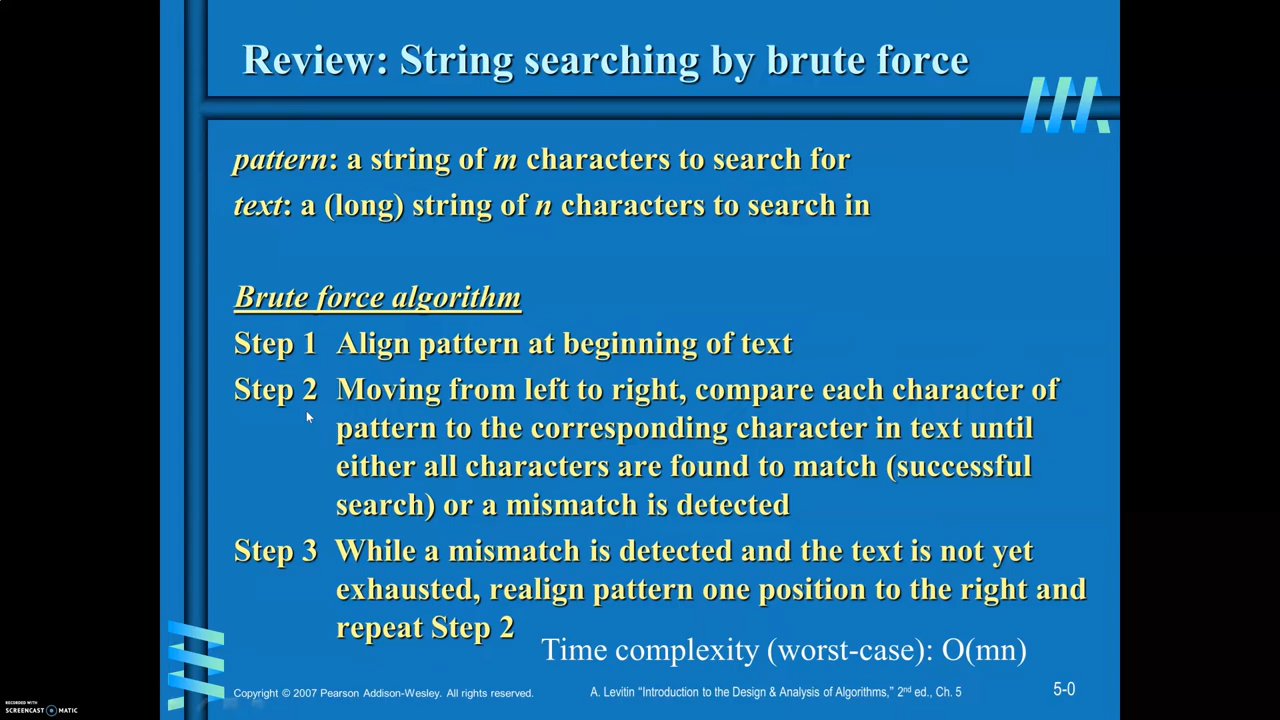 Review: String searching by brute force
pattern: a string of m characters to search for
text: a (long) string of n characters to search in
Brute force algorithm
Step 1 Align pattern at beginning of text
Step 2 Moving from left to right, compare each character of
pattern to the corresponding character in text until
either all characters are found to match (successful
search) or a mismatch is detected
Step 3 While a mismatch is detected and the text is not yet
exhausted, realign pattern one position to the right and
repeat Step 2
Time complexity (worst-case): O(mn)
Copyright © 2007 Pearson Addison-Wesley. All rights reserved.
A. Levitin “Introduction to the Design & Analysis of Algorithms,” 2nd ed., Ch. 5
5-0
RECORDED WITH
SCREENCAST MATIC